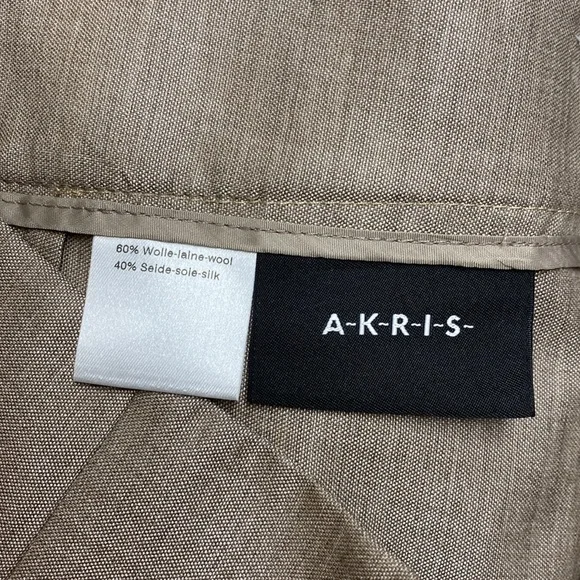 60% Wolle-laine-wool
40% Seide-soie-silk
A~K~R~I~S~